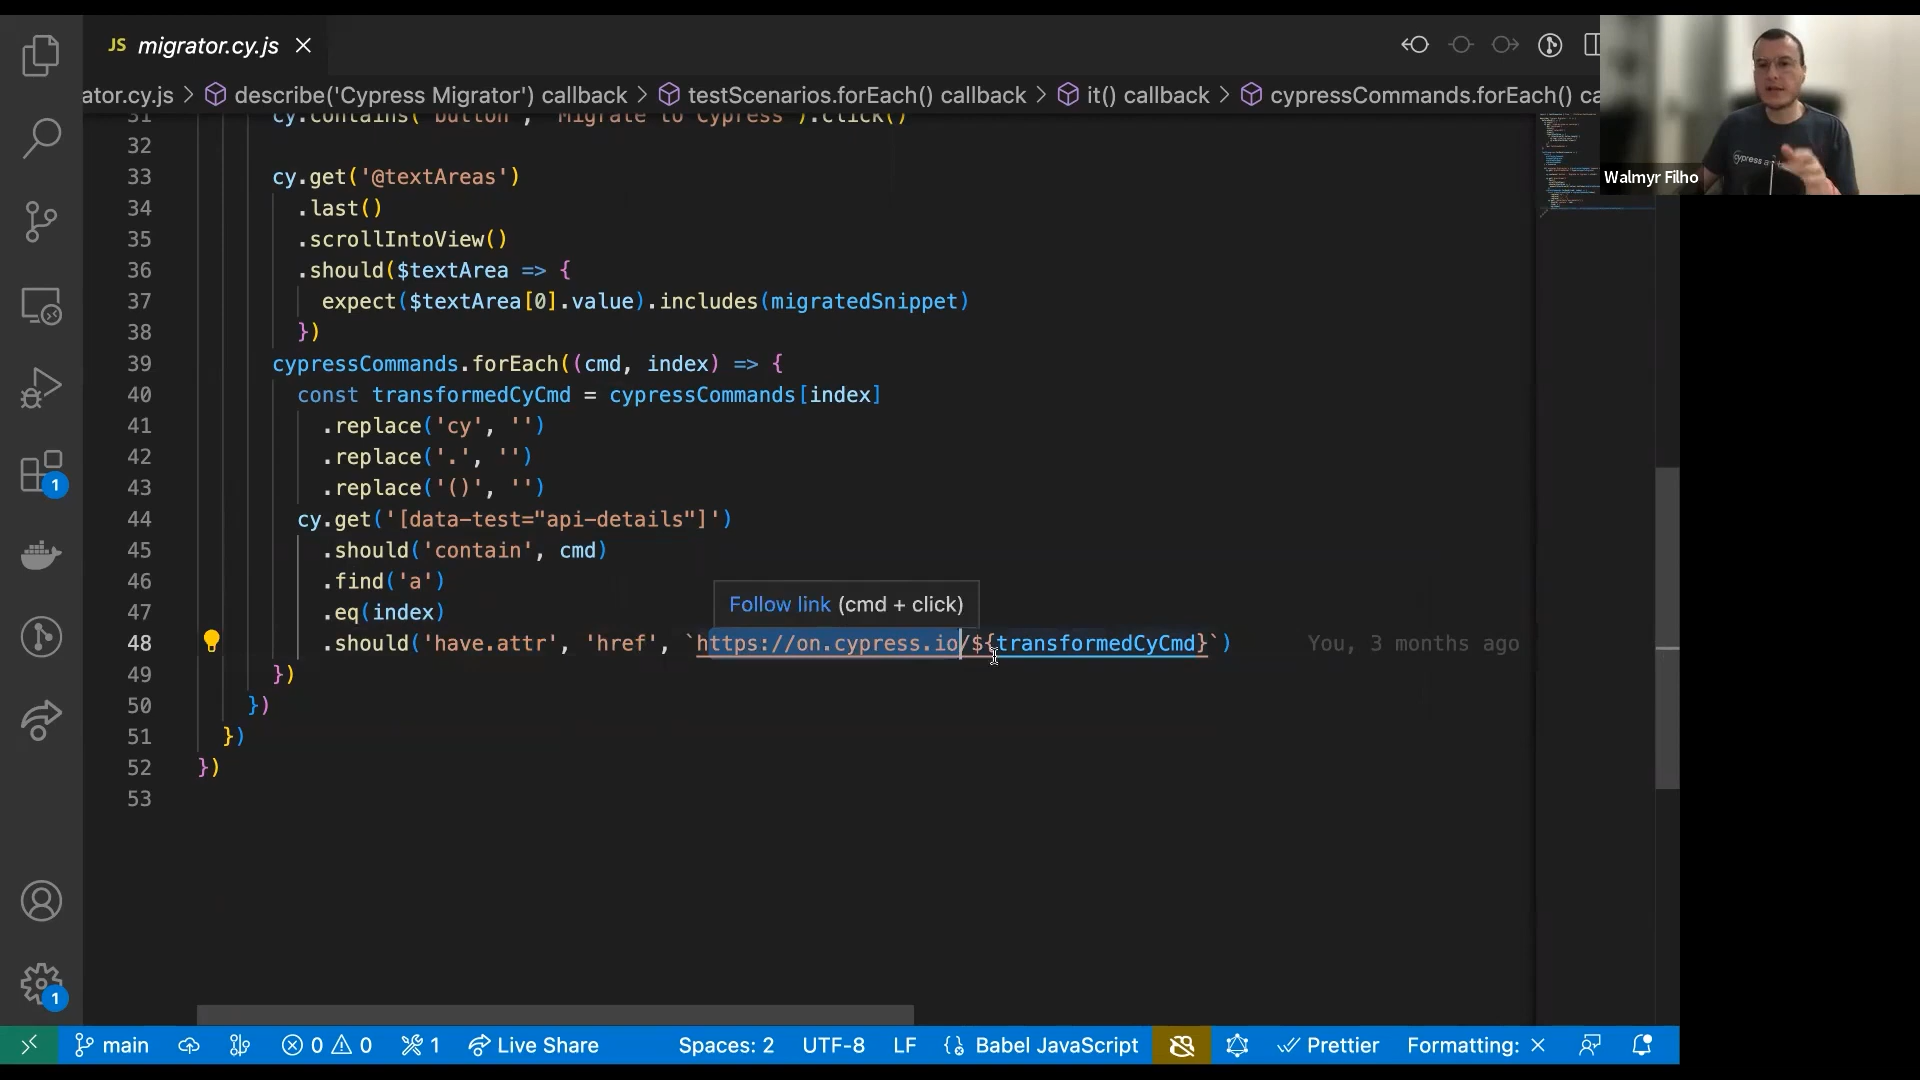 JS migrator.cy.js
ator.cy.js > describe('Cypress Migrator') callback > testScenarios.forEach() callback > it() callback > cypressCommands.forEach() ca
31 cy.contains('button', 'Migrate to Cypress').click()
32
33 cy.get('@textAreas')
34 .last()
35 .scrollIntoView()
36 .should($textArea => {
37 expect($textArea[0].value).includes(migratedSnippet)
38 })
39 cypressCommands.forEach((cmd, index) => {
40 const transformedCyCmd = cypressCommands[index]
41 .replace('cy', '')
42 .replace('.', '')
43 .replace('()', '')
44 cy.get('[data-test="api-details"]')
45 .should('contain', cmd)
46 .find('a')
Follow link (cmd + click)
47 .eq(index)
48 .should('have.attr', 'href', `https://on.cypress.io/${transformedCyCmd}`) You, 3 months ago
49 })
50 })
51 })
52 })
53
Walmyr Filho
1
1
main 0 0 1 Live Share Spaces: 2 UTF-8 LF Babel JavaScript Prettier Formatting: ×